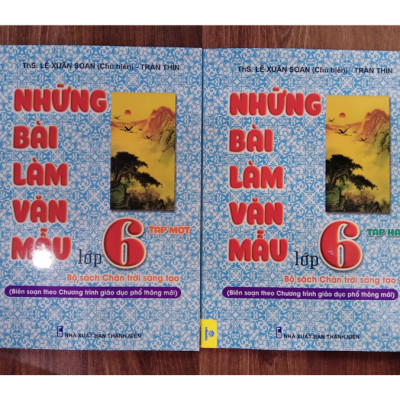 ThS. LÊ XUÂN SOAN (Chủ biên) - TRẦN THÌN
NHỮNG
BÀI
LÀM
VĂN
MẪU
lớp 6
TẬP MỘT
Bộ sách Chân trời sáng tạo
(Biên soạn theo Chương trình giáo dục phổ thông mới)
NHÀ XUẤT BẢN THANH NIÊN
ThS. LÊ XUÂN SOAN (Chủ biên) - TRẦN THÌN
NHỮNG
BÀI
LÀM
VĂN
MẪU
lớp 6
TẬP HA
Bộ sách Chân trời sáng tạo
(Biên soạn theo Chương trình giáo dục phổ thông mới)
NHÀ XUẤT BẢN THANH NIÊN